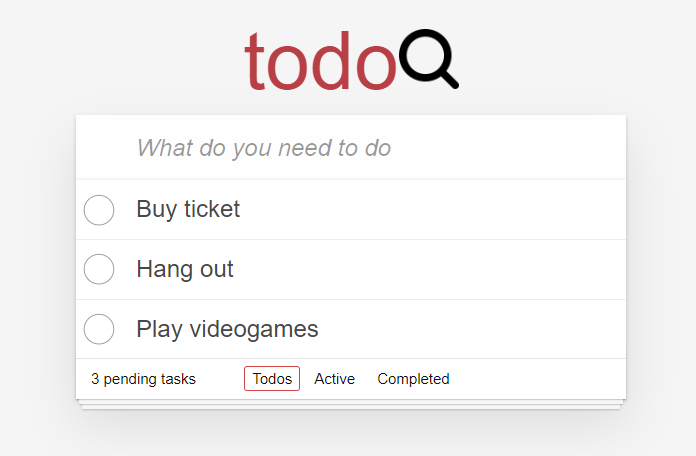 todo
What do you need to do
Buy ticket
Hang out
Play videogames
3 pending tasks Todos Active Completed